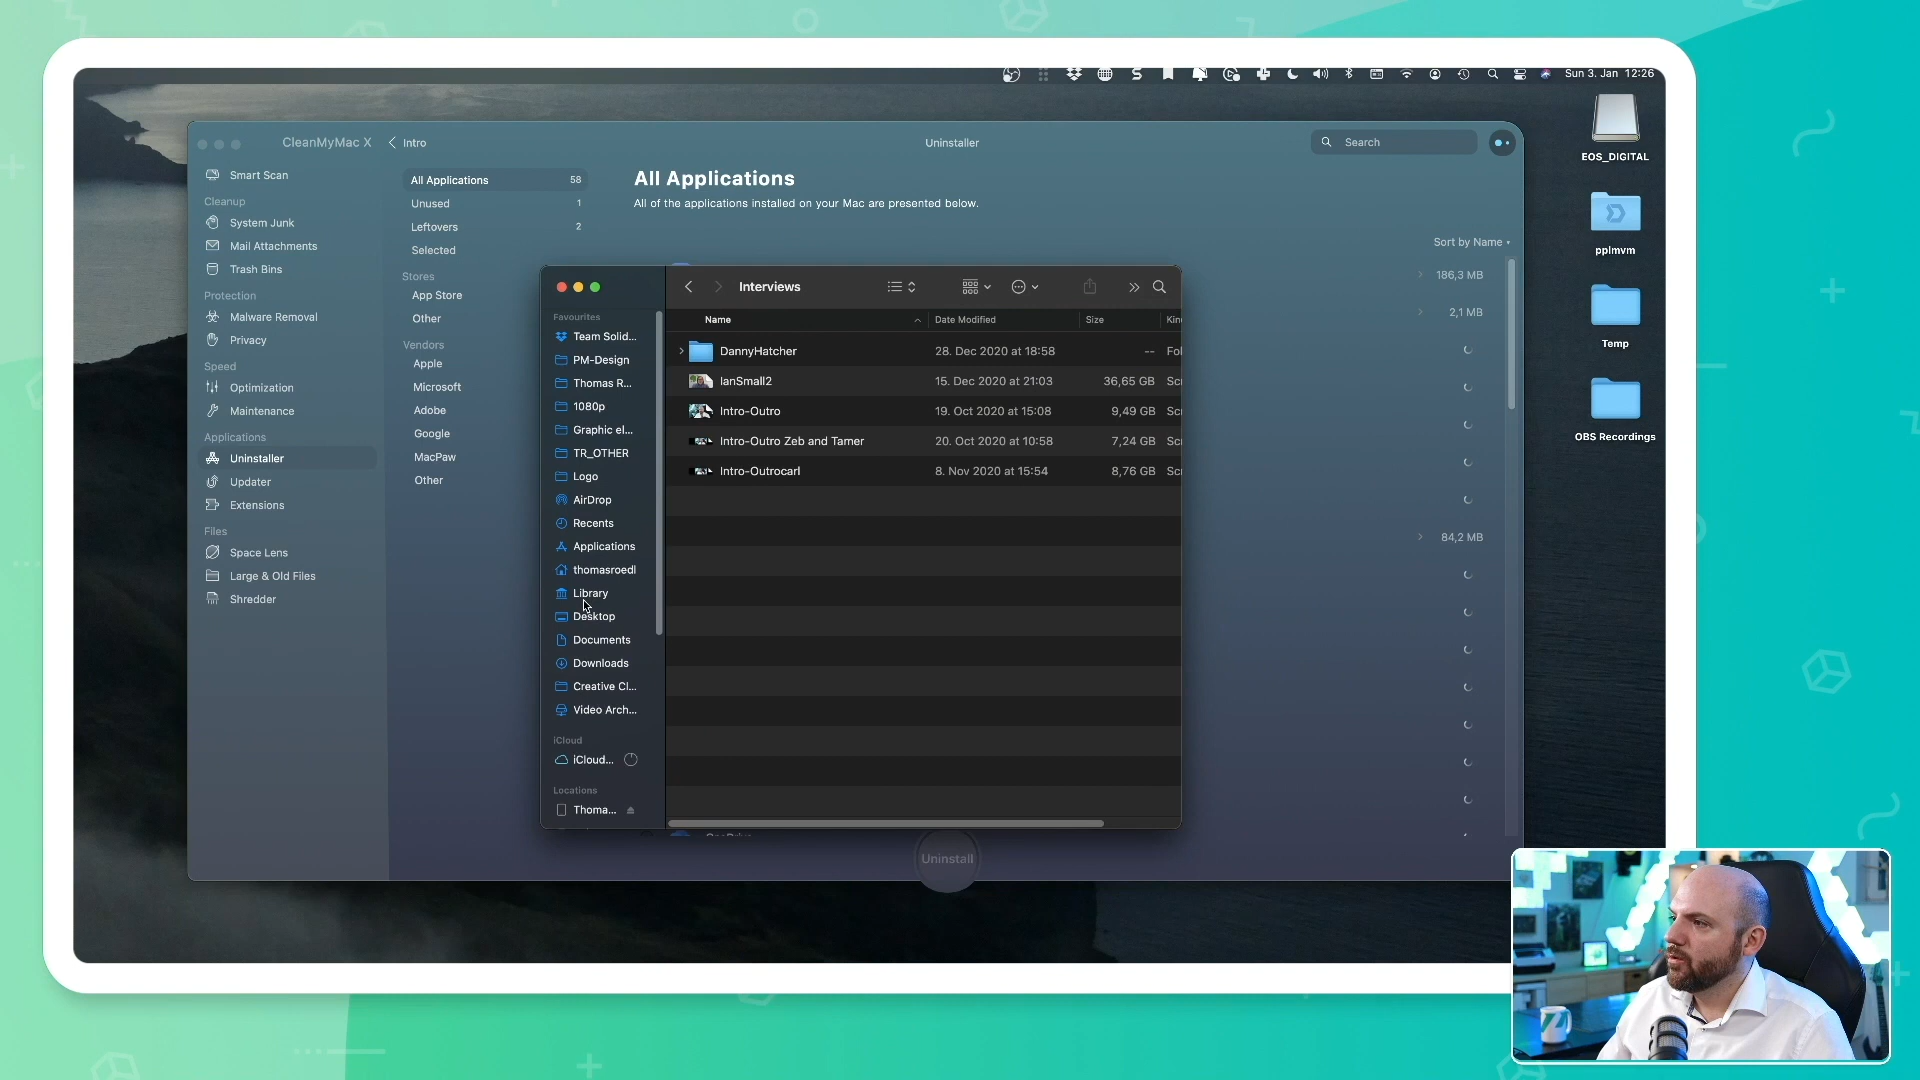 Sun 3. Jan 12:26
EOS_DIGITAL
pplmvm
Temp
OBS Recordings
CleanMyMac X
Intro
Uninstaller
Search
Smart Scan
Cleanup
System Junk
Mail Attachments
Trash Bins
Protection
Malware Removal
Privacy
Speed
Optimization
Maintenance
Applications
Uninstaller
Updater
Extensions
Files
Space Lens
Large & Old Files
Shredder
All Applications 58
Unused 1
Leftovers 2
Selected
Stores
App Store
Other
Vendors
Apple
Microsoft
Adobe
Google
MacPaw
Other
All Applications
All of the applications installed on your Mac are presented below.
Sort by Name
186,3 MB
2,1 MB
84,2 MB
Interviews
Favourites
Team Solid...
PM-Design
Thomas R...
1080p
Graphic el...
TR_OTHER
Logo
AirDrop
Recents
Applications
thomasroedl
Library
Desktop
Documents
Downloads
Creative Cl...
Video Arch...
iCloud
iCloud...
Locations
Thoma...
Name Date Modified Size Kin
DannyHatcher 28. Dec 2020 at 18:58 -- Fol
IanSmall2 15. Dec 2020 at 21:03 36,65 GB Scr
Intro-Outro 19. Oct 2020 at 15:08 9,49 GB Scr
Intro-Outro Zeb and Tamer 20. Oct 2020 at 10:58 7,24 GB Scr
Intro-Outrocarl 8. Nov 2020 at 15:54 8,76 GB Scr
Uninstall